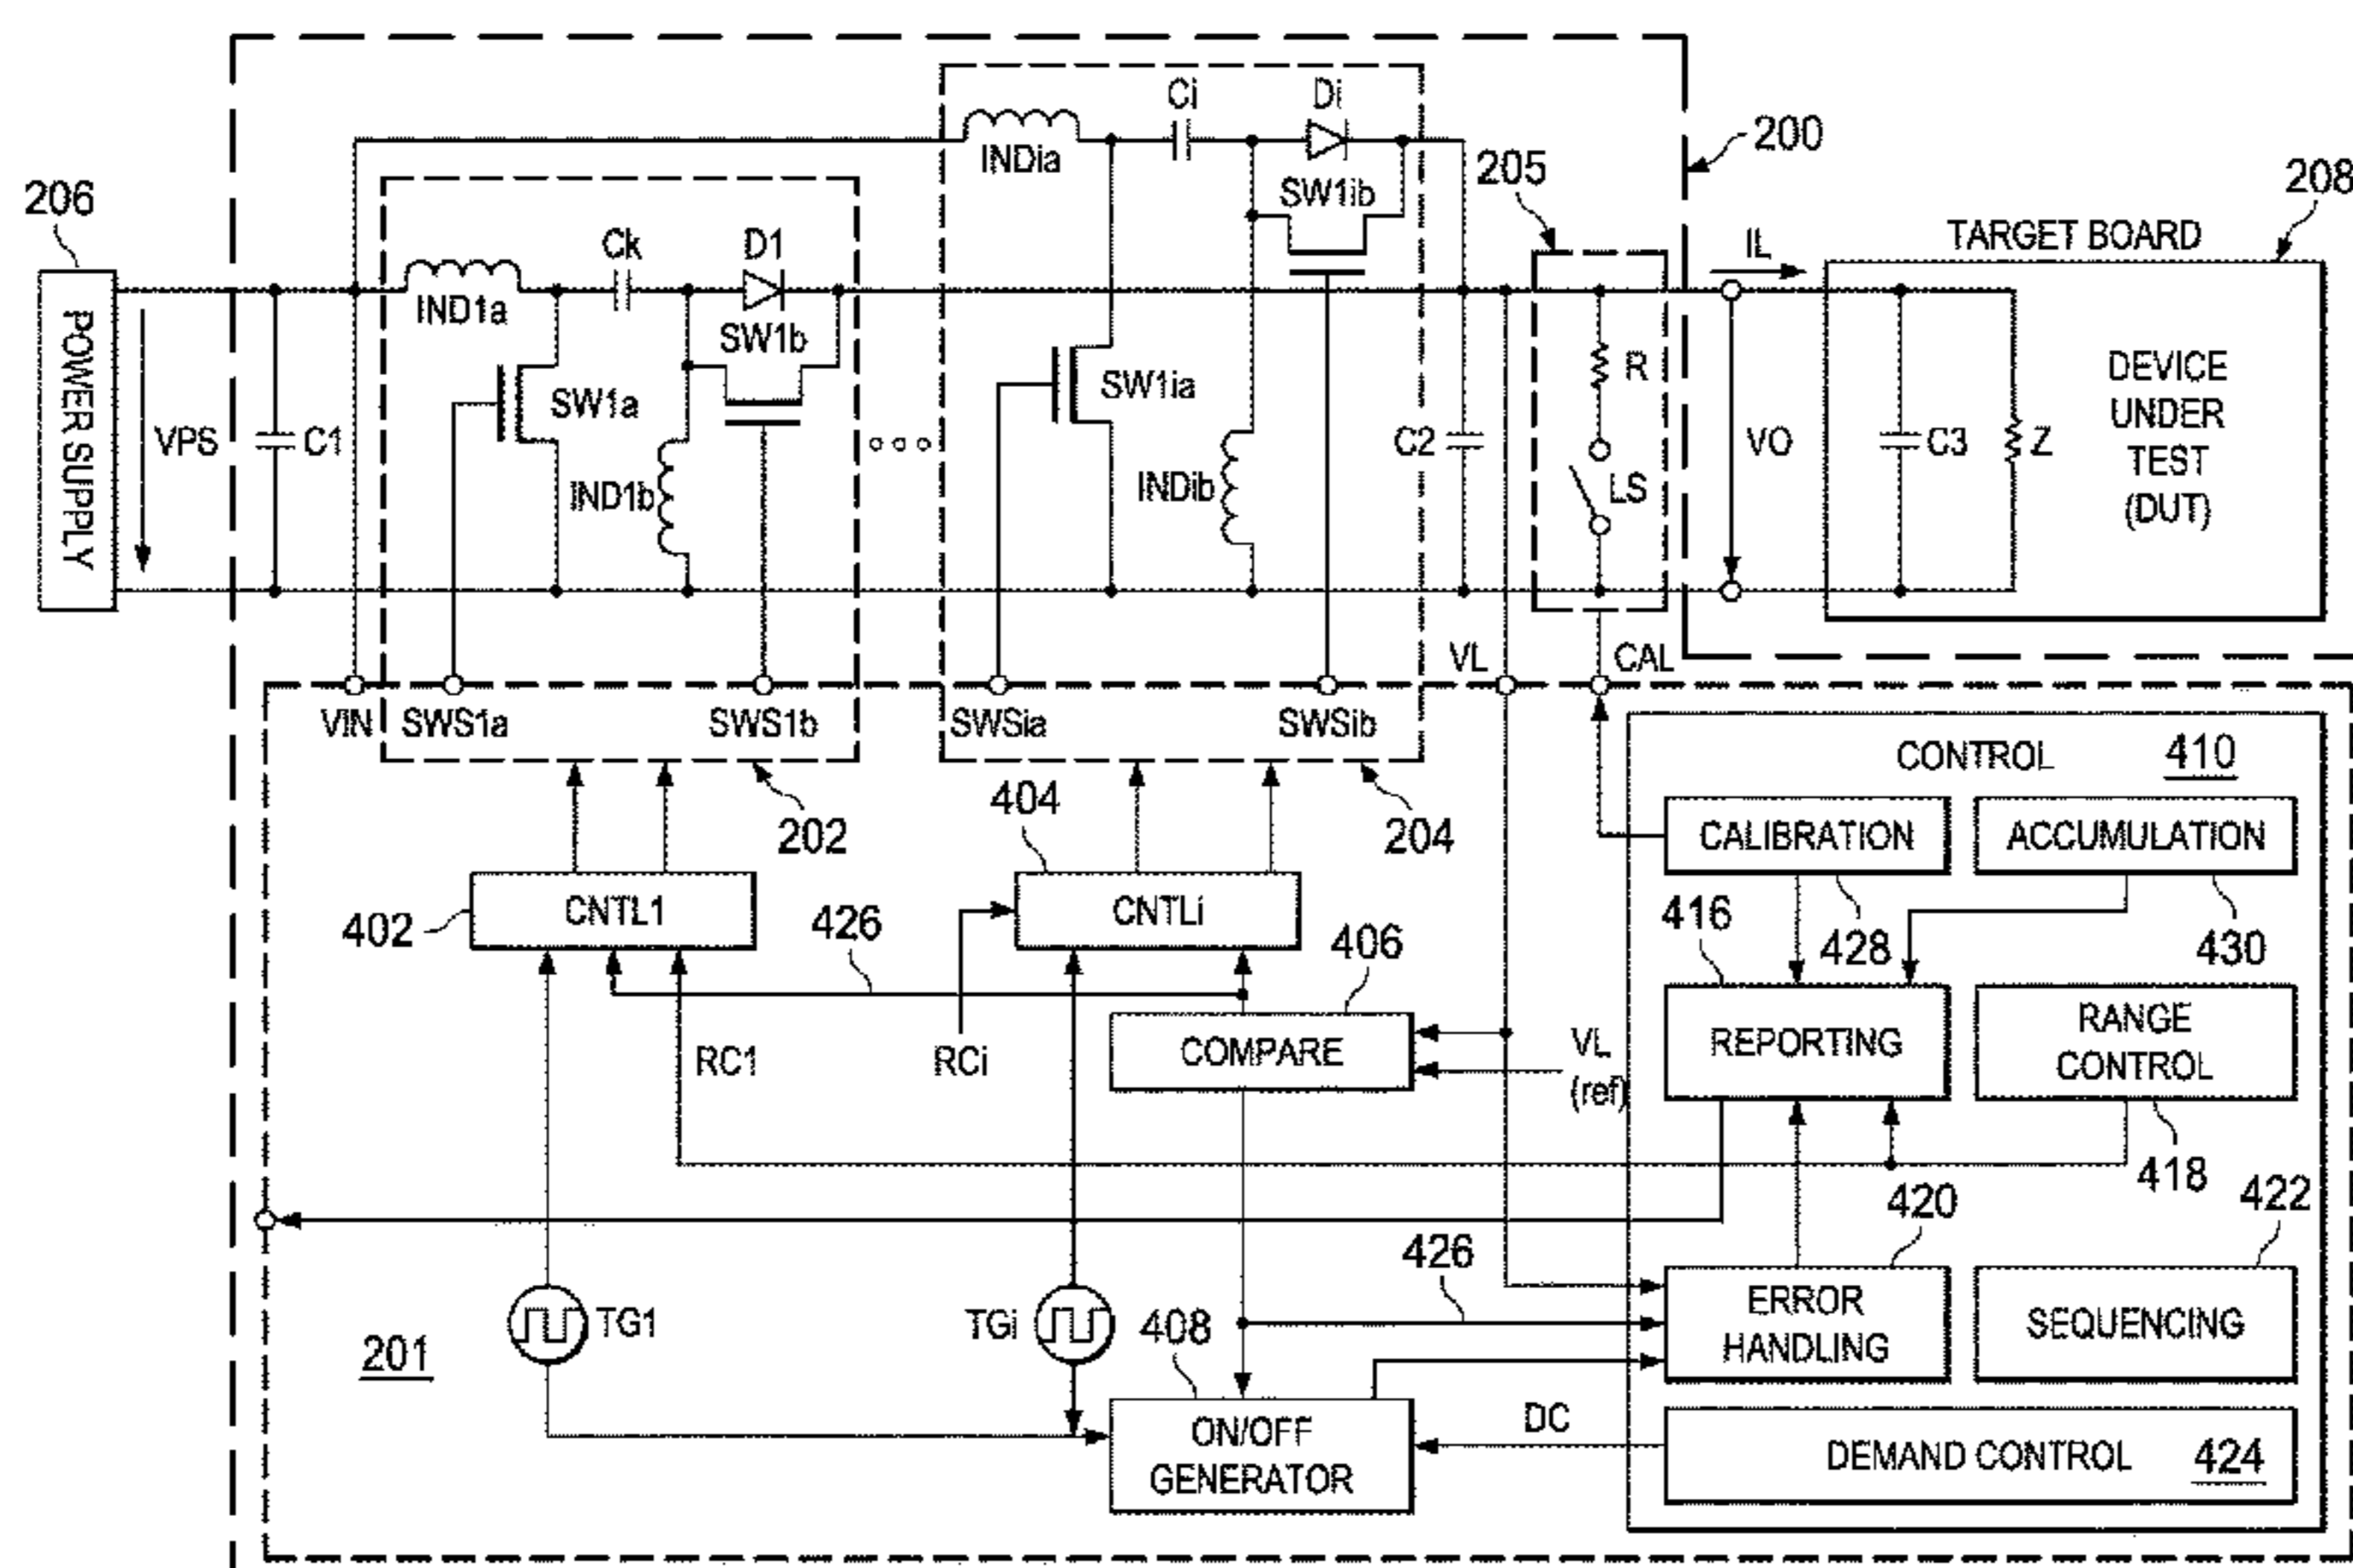 200
205
206
208
Ci
Di
INDia
SW1ib
Ck
D1
IND1a
SW1b
SW1a
SW1ia
IND1b
INDib
POWER SUPPLY
VPS
C1
C2
R
LS
IL
VO
TARGET BOARD
C3
Z
DEVICE
UNDER
TEST
(DUT)
VL
CAL
VIN
SWS1a
SWS1b
SWSia
SWSib
202
204
CONTROL 410
CALIBRATION
ACCUMULATION
402
CNTL1
404
CNTLi
426
406
416
428
430
COMPARE
RC1
RCi
VL
(ref)
REPORTING
RANGE
CONTROL
418
420
422
426
201
TG1
TGi
408
ERROR
HANDLING
SEQUENCING
ON/OFF
GENERATOR
DC
DEMAND CONTROL 424